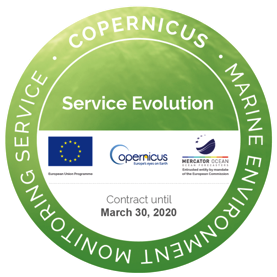 COPERNICUS • MARINE ENVIRONMENT MONITORING SERVICE •
Service Evolution
European Union Programme
Copernicus
Europe's eyes on Earth
MERCATOR OCEAN
Entrusted entity by mandate
of the European Commission
Contract until
March 30, 2020